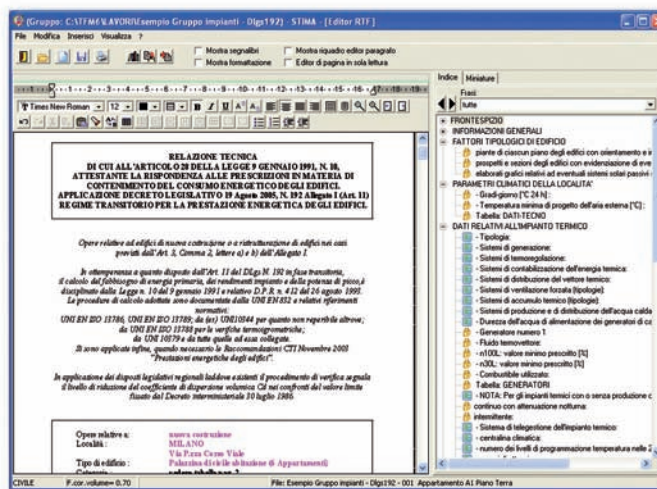 (Gruppo: C:\STFM61\LAVORI\Esempio Gruppo impianti - Dlgs192) - STIMA - [Editor RTF]
File Modifica Inserisci Visualizza ?
Mostra segnalibri Mostra riquadro editor paragrafo
Mostra formattazione Editor di pagina in sola lettura
Indice Miniature
Frasi:
tutte
Times New Roman 12 B I U
RELAZIONE TECNICA
DI CUI ALL'ARTICOLO 28 DELLA LEGGE 9 GENNAIO 1991, N. 10,
ATTESTANTE LA RISPONDENZA ALLE PRESCRIZIONI IN MATERIA DI
CONTENIMENTO DEL CONSUMO ENERGETICO DEGLI EDIFICI.
APPLICAZIONE DECRETO LEGISLATIVO 19 Agosto 2005, N. 192 Allegato I (Art. 11)
REGIME TRANSITORIO PER LA PRESTAZIONE ENERGETICA DEGLI EDIFICI.
Opere relative ad edifici di nuova costruzione o a ristrutturazione di edifici nei casi
previsti dall'Art. 3, Comma 2, lettere a) e b) dell'Allegato I.
In ottemperanza a quanto disposto dall'Art. 11 del DLgs N. 192 in fase transitoria,
il calcolo del fabbisogno di energia primaria, dei rendimenti impianto e della potenza di picco, è
disciplinato dalla Legge n. 10 del 9 gennaio 1991 e relativo D.P.R. n. 412 del 26 agosto 1993.
Le procedure di calcolo adottate sono documentate dalla UNI EN 832 e relativi riferimenti
normativi:
UNI EN ISO 13786, UNI EN ISO 13789; da (ex) UNI10344 per quanto non reperibile altrove;
da UNI EN ISO 13788 per le verifiche termoigrometriche;
da UNI 10379 e da tutte quelle ad essa collegate.
Si sono applicate infine, quando necessario le Raccomandazioni CTI Novembre 2003
"Prestazioni energetiche degli edifici".
In applicazione dei disposti legislativi regionali laddove esistenti il procedimento di verifica segnala
il livello di riduzione del coefficiente di dispersione volumica Cd nei confronti del valore limite
fissato dal Decreto interministeriale 30 luglio 1986.
Opere relative a: nuova costruzione
Località : MILANO
Via P.zza Corso Viale
Tipo di edificio : Palazzina di civile abitazione (6 Appartamenti)
FRONTESPIZIO
INFORMAZIONI GENERALI
FATTORI TIPOLOGICI DI EDIFICIO
piante di ciascun piano degli edifici con orientamento e in
prospetti e sezioni degli edifici con evidenziazione di eve
elaborati grafici relativi ad eventuali sistemi solari passivi
PARAMETRI CLIMATICI DELLA LOCALITA'
- Gradi-giorno [°C 24 h] :
- Temperatura minima di progetto dell'aria esterna [°C] :
Tabella: DATI-TECNO
DATI RELATIVI ALL'IMPIANTO TERMICO
- Tipologia:
- Sistemi di generazione:
- Sistemi di termoregolazione:
- Sistemi di contabilizzazione dell'energia termica:
- Sistemi di distribuzione del vettore termico:
- Sistemi di ventilazione forzata (tipologia):
- Sistemi di accumulo termico (tipologie):
- Sistemi di produzione e di distribuzione dell'acqua calda
- Durezza dell'acqua di alimentazione dei generatori di ca
- Generatore numero 1
- Fluido termovettore:
- n100L: valore minimo prescritto [%]
- n30L: valore minimo prescritto [%]
- Combustibile utilizzato:
Tabella: GENERATORI
- NOTA: Per gli impianti termici con o senza produzione d
continuo con attenuazione notturna:
intermittente:
- Sistema di telegestione dell'impianto termico:
- centralina climatica:
- numero dei livelli di programmazione temperatura nelle 2
CIVILE F.cor.volume= 0.70 File: Esempio Gruppo impianti - Dlgs192 - 001 Appartamento A1 Piano Terra